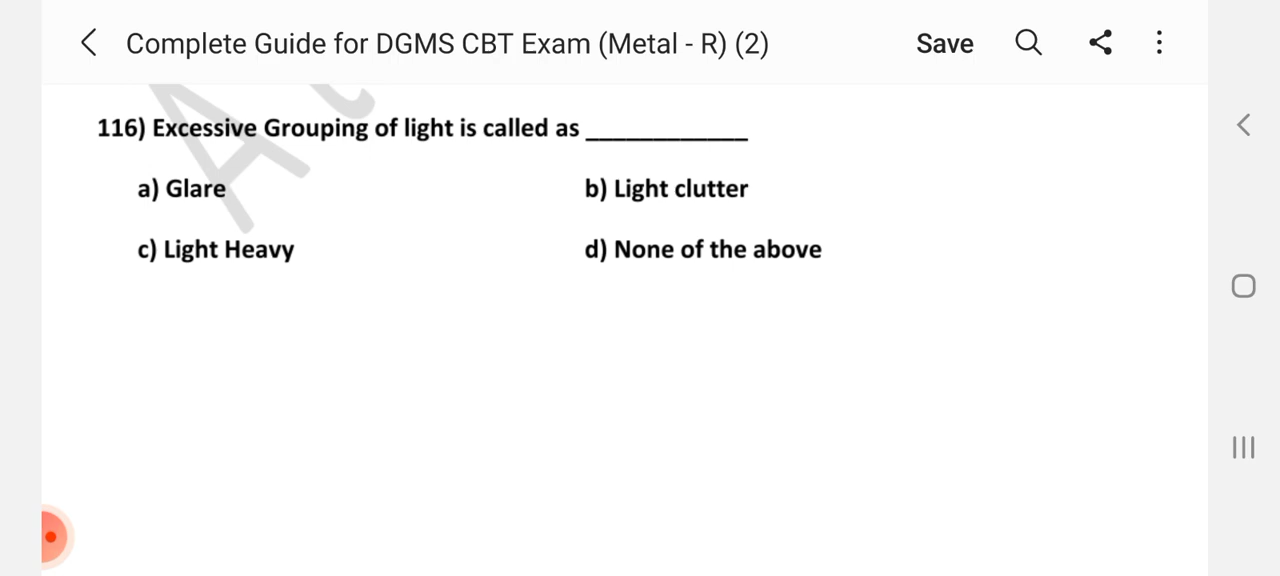 Complete Guide for DGMS CBT Exam (Metal - R) (2) Save
116) Excessive Grouping of light is called as ____________
a) Glare b) Light clutter
c) Light Heavy d) None of the above